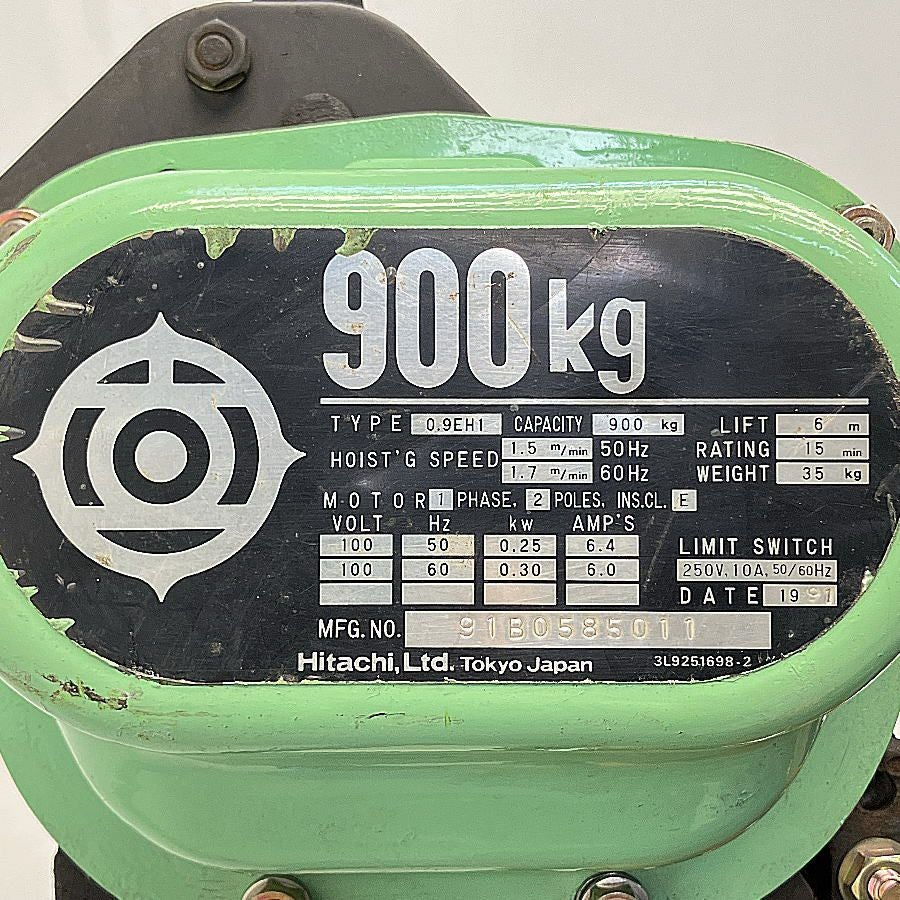 900kg
TYPE 0.9EH1 CAPACITY 900 kg LIFT 6 m
HOIST'G SPEED 1.5 m/min 50Hz RATING 15 min
1.7 m/min 60Hz WEIGHT 35 kg
MOTOR 1 PHASE, 2 POLES, INS.CL. E
VOLT Hz kw AMP'S
100 50 0.25 6.4 LIMIT SWITCH
100 60 0.30 6.0 250V, 10A, 50/60Hz
DATE 1991
MFG.NO. 91B0585011
Hitachi, Ltd. Tokyo Japan 3L9251698-2